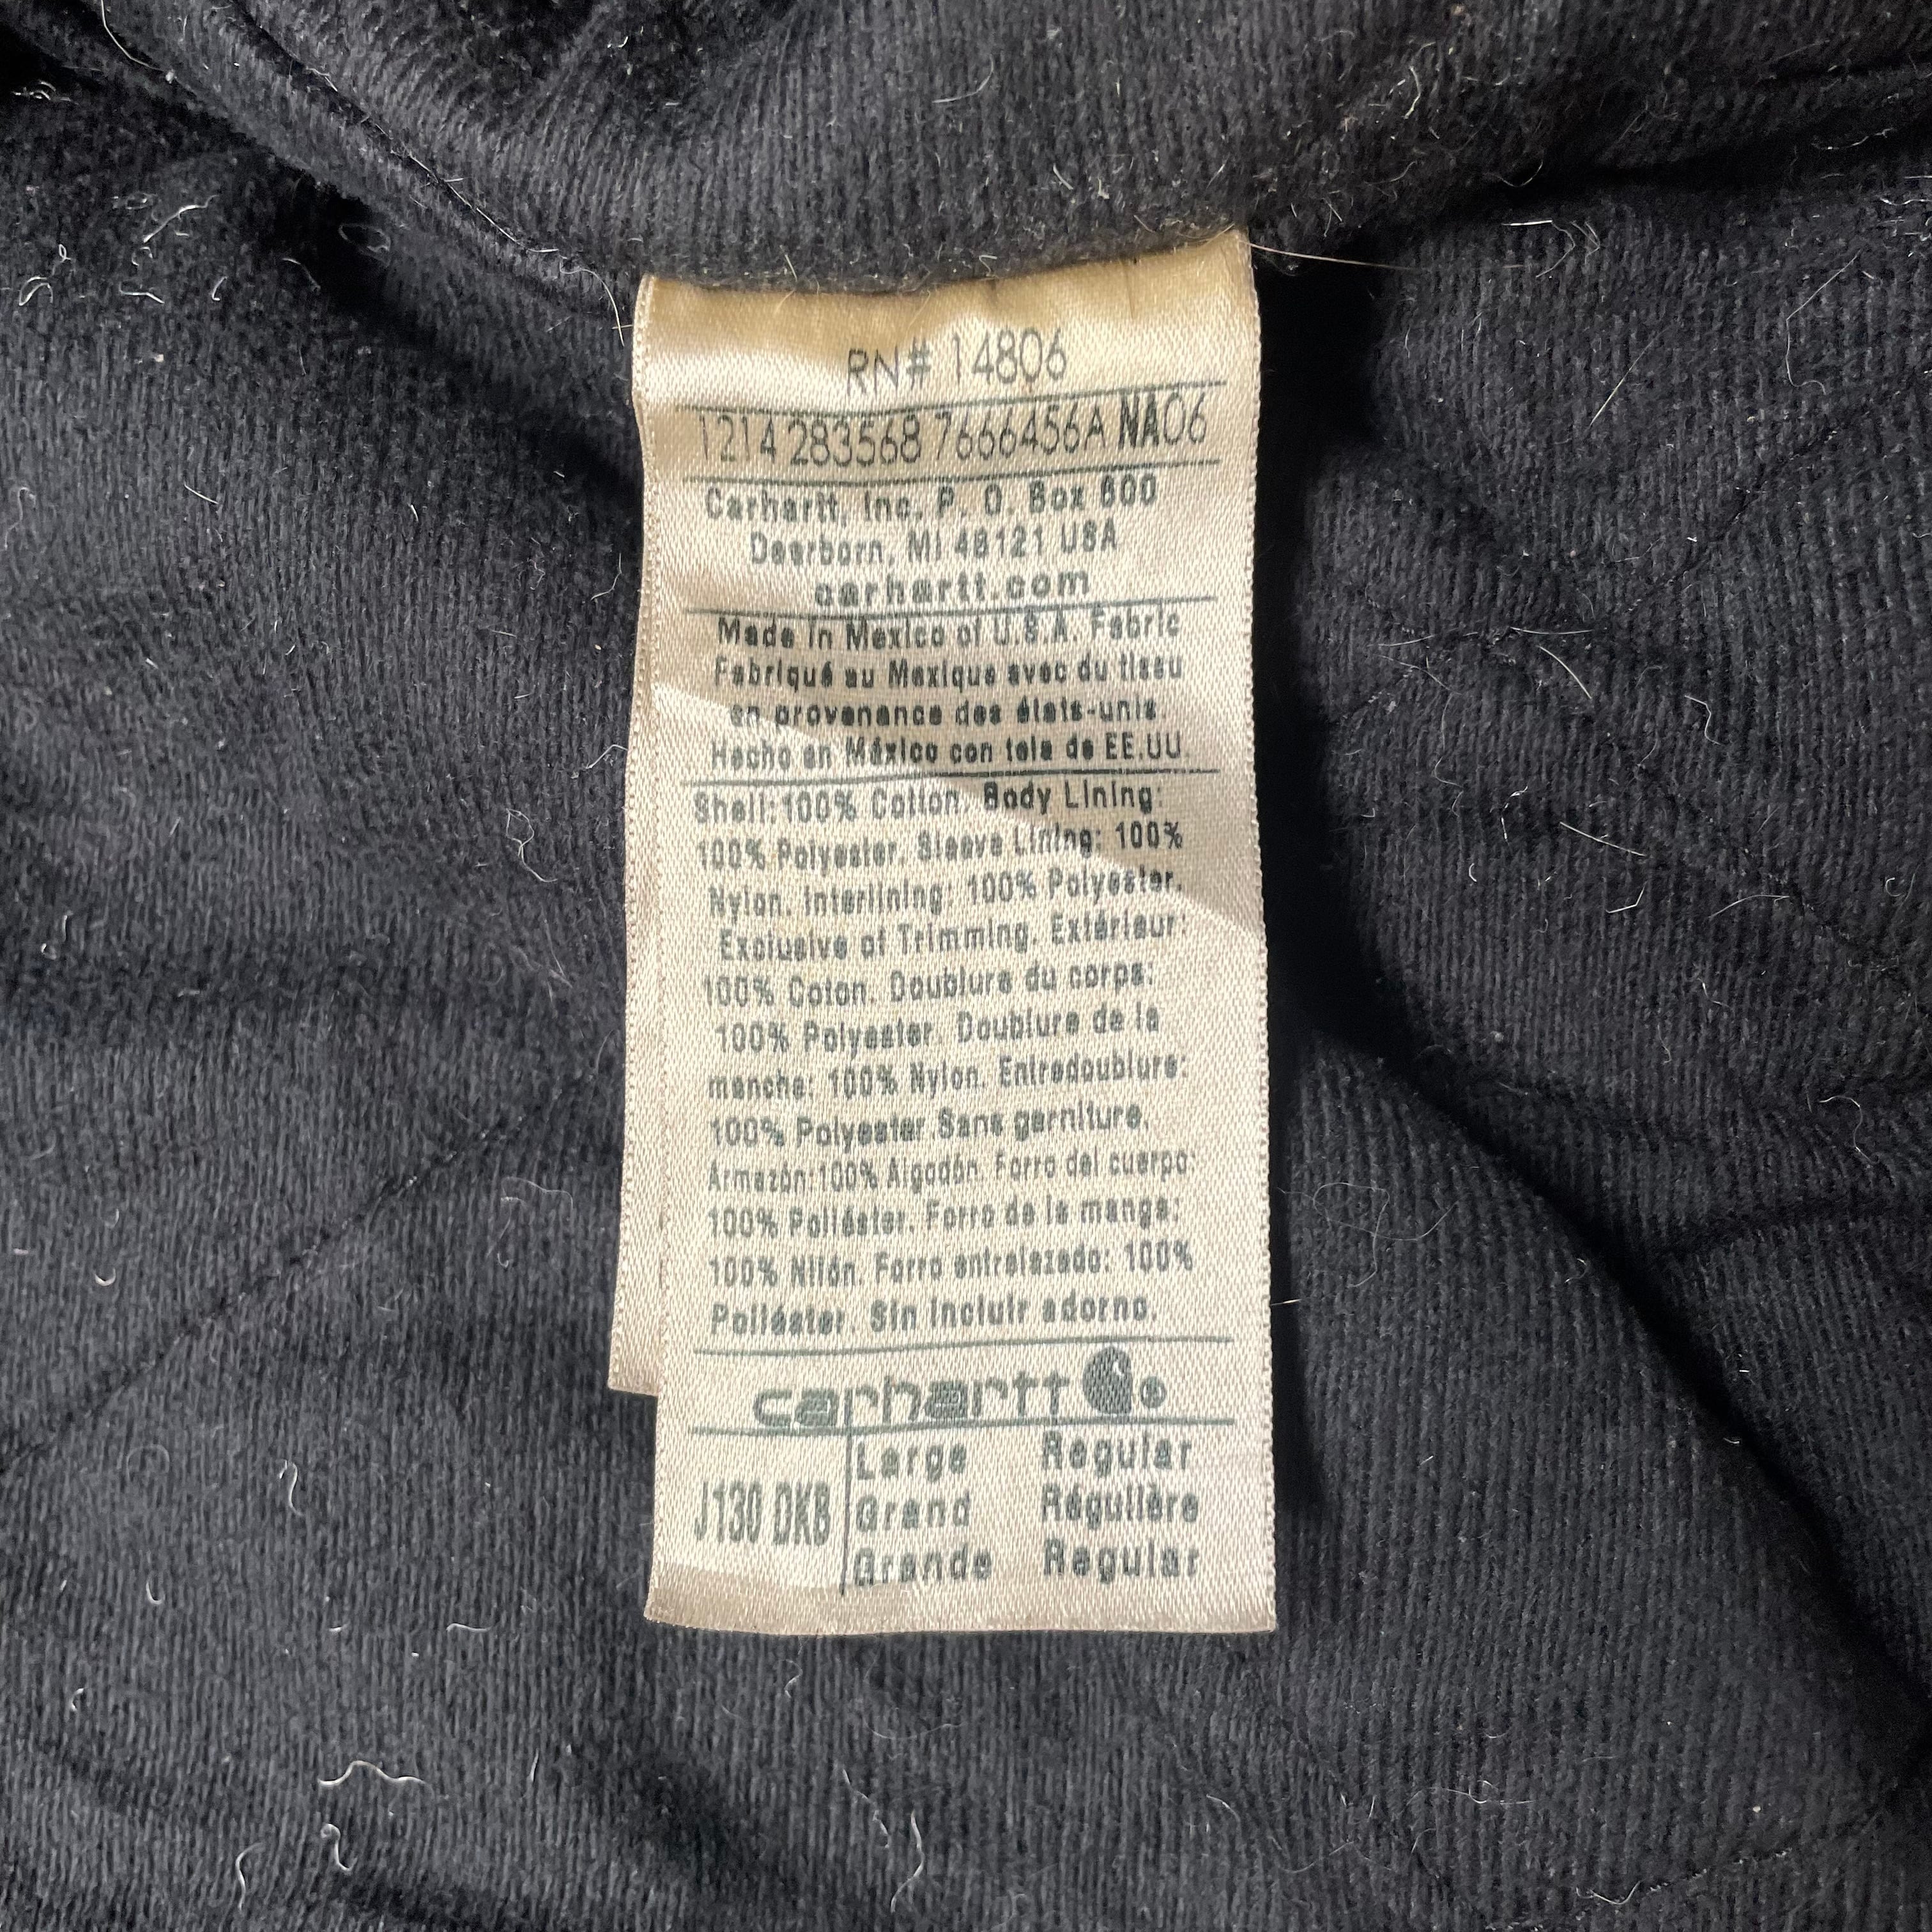 RN# 14806
1214 283568 7666456A NA06
Carhartt, Inc. P. O. Box 600
Dearborn, MI 48121 USA
carhartt.com
Made in Mexico of U.S.A. Fabric
Fabriqué au Mexique avec du tissu
en provenance des états-unis.
Hecho en México con tela de EE.UU
Shell:100% Cotton. Body Lining:
100% Polyester. Sleeve Lining: 100%
Nylon. Interlining: 100% Polyester.
Exclusive of Trimming. Extérieur:
100% Coton. Doublure du corps:
100% Polyester. Doublure de la
manche: 100% Nylon. Entredoublure:
100% Polyester.Sans garniture.
Armazón:100% Algodón. Forro del cuerpo:
100% Poliéster. Forro de la manga:
100% Nilón. Forro entrelazado: 100%
Poliéster. Sin incluir adorno.
carhartt ®
J130 DKB
Large Regular
Grand Régulière
Grande Regular